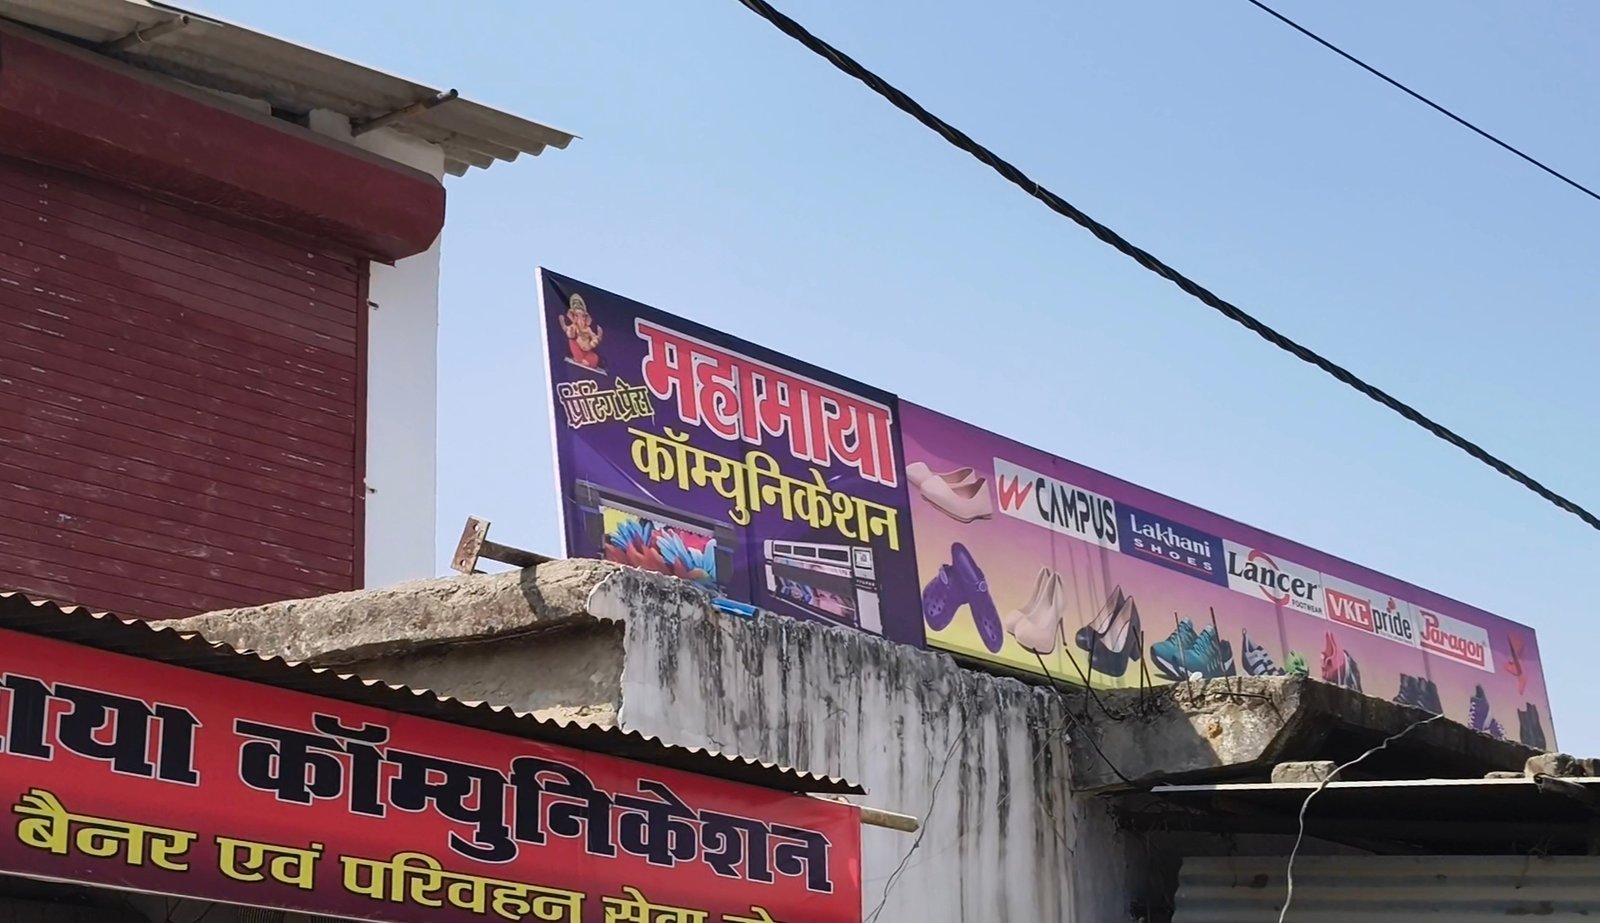 महामाया
प्रिंटिंग प्रेस
कॉम्युनिकेशन
CAMPUS
Lakhani
SHOES
Lancer
FOOTWEAR
VKC pride
Paragon
कॉम्युनिकेशन
बैनर एवं परिवहन सेवा